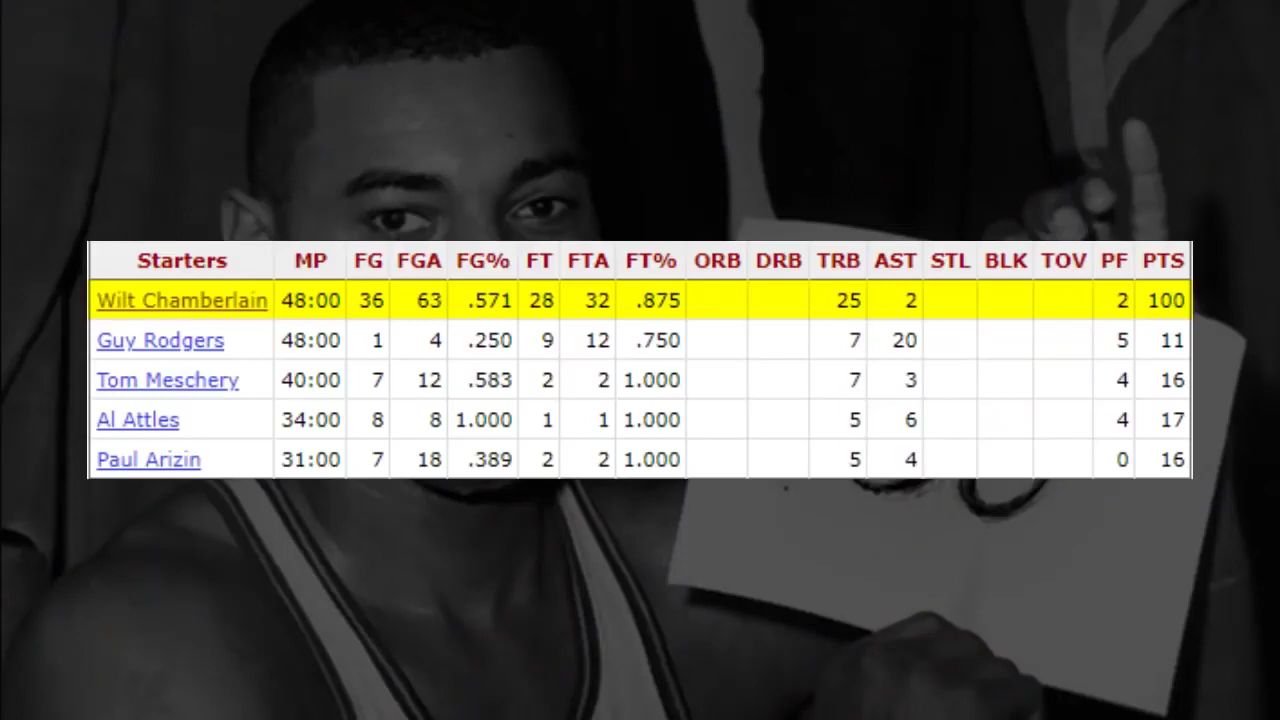 Starters MP FG FGA FG% FT FTA FT% ORB DRB TRB AST STL BLK TOV PF PTS
Wilt Chamberlain 48:00 36 63 .571 28 32 .875 25 2 2 100
Guy Rodgers 48:00 1 4 .250 9 12 .750 7 20 5 11
Tom Meschery 40:00 7 12 .583 2 2 1.000 7 3 4 16
Al Attles 34:00 8 8 1.000 1 1 1.000 5 6 4 17
Paul Arizin 31:00 7 18 .389 2 2 1.000 5 4 0 16